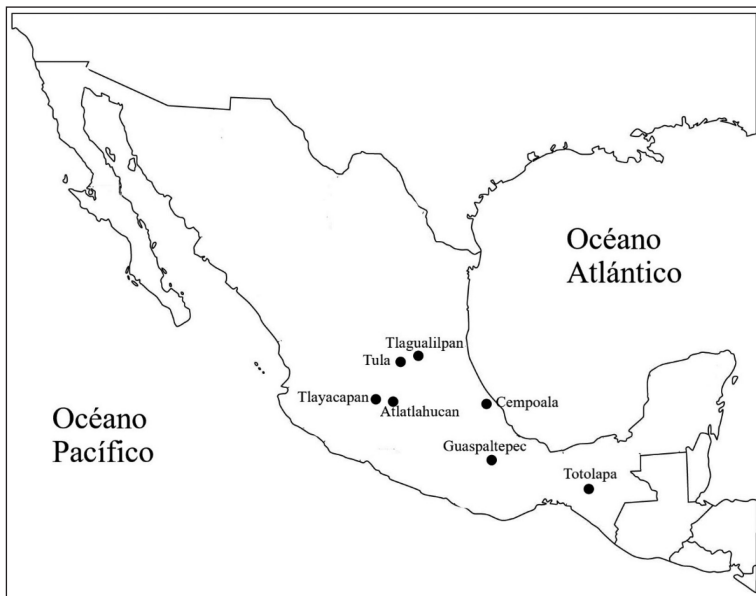 Océano
Atlántico
Tlagualilpan
Tula
Tlayacapan
Atlatlahucan
Cempoala
Océano
Pacífico
Guaspaltepec
Totolapa